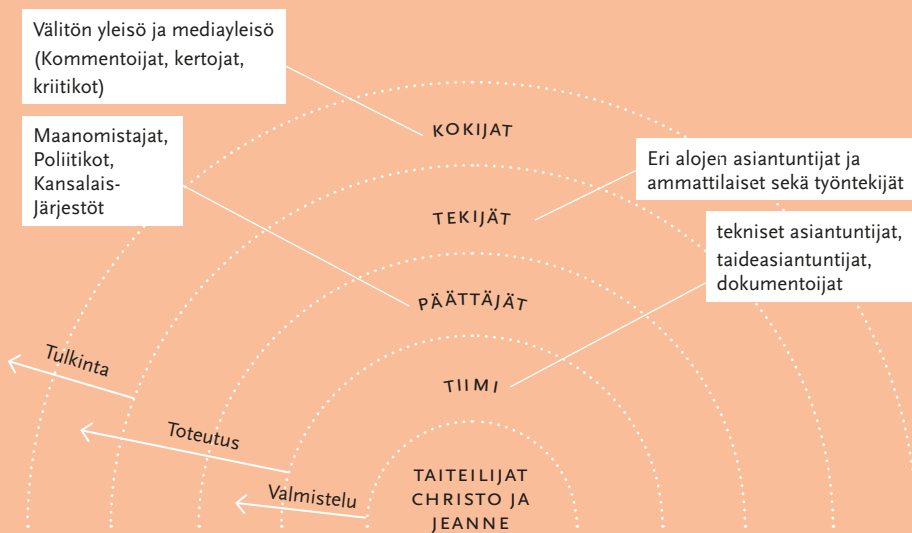 Välitön yleisö ja mediayleisö
(Kommentoijat, kertojat,
kriitikot)
Maanomistajat,
Poliitikot,
Kansalais-
Järjestöt
KOKIJAT
Eri alojen asiantuntijat ja
ammattilaiset sekä työntekijät
TEKIJÄT
tekniset asiantuntijat,
taideasiantuntijat,
dokumentoijat
PÄÄTTÄJÄT
TIIMI
Tulkinta
Toteutus
Valmistelu
TAITEILIJAT
CHRISTO JA
JEANNE